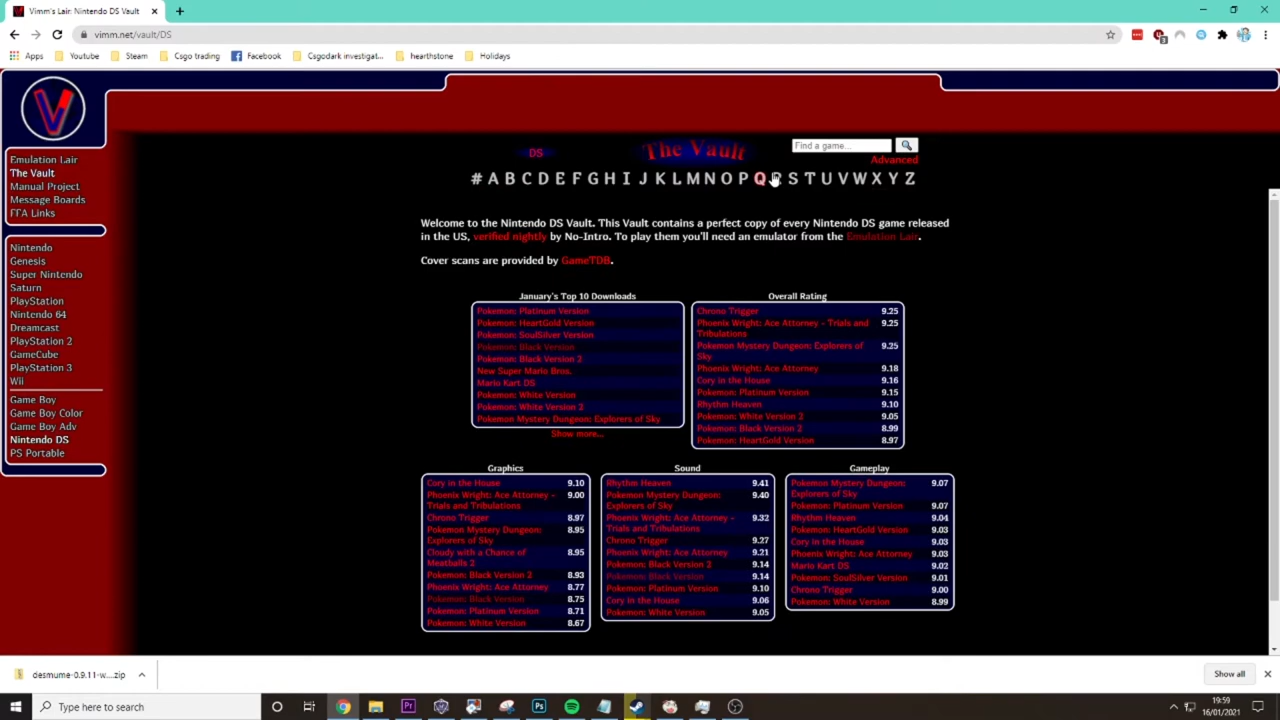 Vimm's Lair: Nintendo DS Vault
vimm.net/vault/DS
Apps Youtube Steam Csgo trading Facebook Csgodark investigat... hearthstone Holidays
V
Emulation Lair
The Vault
Manual Project
Message Boards
FFA Links
Nintendo
Genesis
Super Nintendo
Saturn
PlayStation
Nintendo 64
Dreamcast
PlayStation 2
GameCube
PlayStation 3
Wii
Game Boy
Game Boy Color
Game Boy Adv
Nintendo DS
PS Portable
DS
The Vault
Find a game...
Advanced
# A B C D E F G H I J K L M N O P Q R S T U V W X Y Z
Welcome to the Nintendo DS Vault. This Vault contains a perfect copy of every Nintendo DS game released
in the US, verified nightly by No-Intro. To play them you'll need an emulator from the Emulation Lair.
Cover scans are provided by GameTDB.
January's Top 10 Downloads
Pokemon: Platinum Version
Pokemon: HeartGold Version
Pokemon: SoulSilver Version
Pokemon: Black Version
Pokemon: Black Version 2
New Super Mario Bros.
Mario Kart DS
Pokemon: White Version
Pokemon: White Version 2
Pokemon Mystery Dungeon: Explorers of Sky
Show more...
Overall Rating
Chrono Trigger 9.25
Phoenix Wright: Ace Attorney - Trials and 9.25
Tribulations
Pokemon Mystery Dungeon: Explorers of 9.25
Sky
Phoenix Wright: Ace Attorney 9.18
Cory in the House 9.16
Pokemon: Platinum Version 9.15
Rhythm Heaven 9.10
Pokemon: White Version 2 9.05
Pokemon: Black Version 2 8.99
Pokemon: HeartGold Version 8.97
Graphics
Cory in the House 9.10
Phoenix Wright: Ace Attorney - 9.00
Trials and Tribulations
Chrono Trigger 8.97
Pokemon Mystery Dungeon: 8.95
Explorers of Sky
Cloudy with a Chance of 8.95
Meatballs 2
Pokemon: Black Version 2 8.93
Phoenix Wright: Ace Attorney 8.77
Pokemon: Black Version 8.75
Pokemon: Platinum Version 8.71
Pokemon: White Version 8.67
Sound
Rhythm Heaven 9.41
Pokemon Mystery Dungeon: 9.40
Explorers of Sky
Phoenix Wright: Ace Attorney - 9.32
Trials and Tribulations
Chrono Trigger 9.27
Phoenix Wright: Ace Attorney 9.21
Pokemon: Black Version 2 9.14
Pokemon: Black Version 9.14
Pokemon: Platinum Version 9.10
Cory in the House 9.06
Pokemon: White Version 9.05
Gameplay
Pokemon Mystery Dungeon: 9.07
Explorers of Sky
Pokemon: Platinum Version 9.07
Rhythm Heaven 9.04
Pokemon: HeartGold Version 9.03
Cory in the House 9.03
Phoenix Wright: Ace Attorney 9.03
Mario Kart DS 9.02
Pokemon: SoulSilver Version 9.01
Chrono Trigger 9.00
Pokemon: White Version 8.99
desmume-0.9.11-w....zip
Show all
Type here to search
Pr
Ps
19:59
16/01/2021